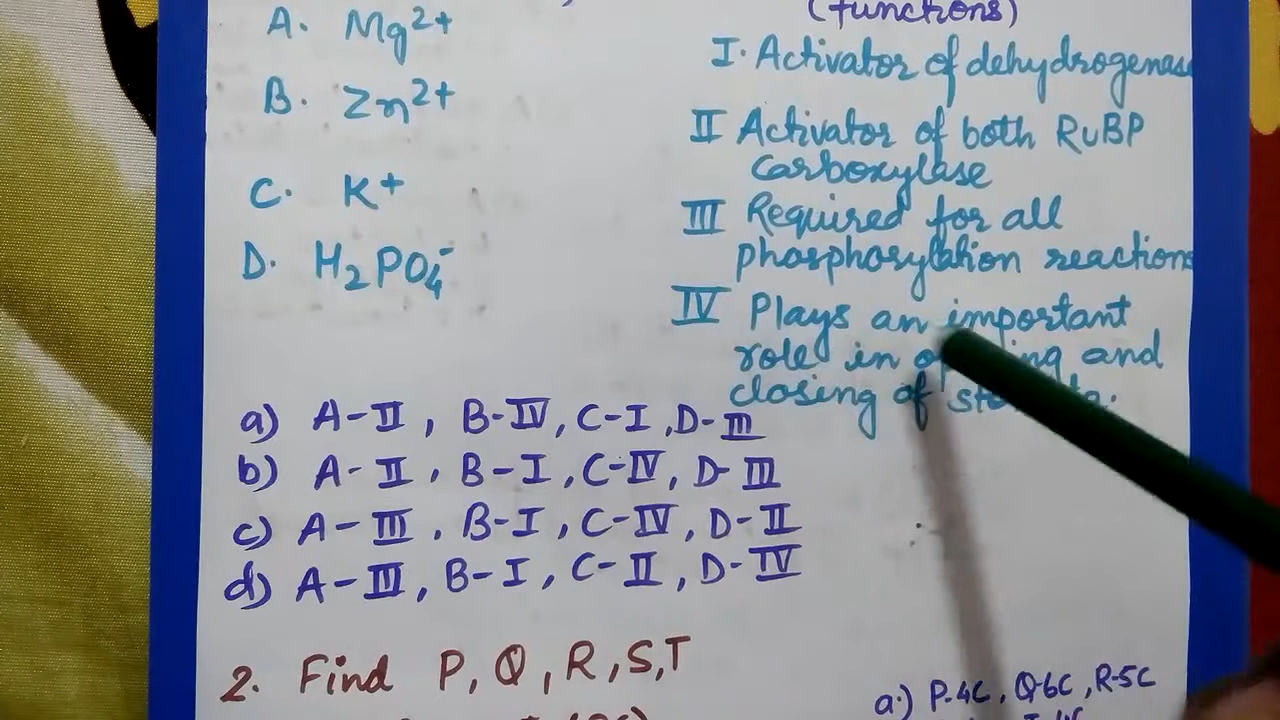 (functions)
A. Mg2+
I. Activator of dehydrogenase
B. Zn2+
II Activator of both RuBP
carboxylase
C. K+
III Required for all
phosphorylation reactions
D. H2PO4-
IV Plays an important
role in and
closing of
a) A-II, B-IV, C-I, D-III
b) A-II, B-I, C-IV, D-III
c) A-III, B-I, C-IV, D-II
d) A-III, B-I, C-II, D-IV
2. Find P, Q, R, S, T
a.) P-4C, Q-6C, R-5C